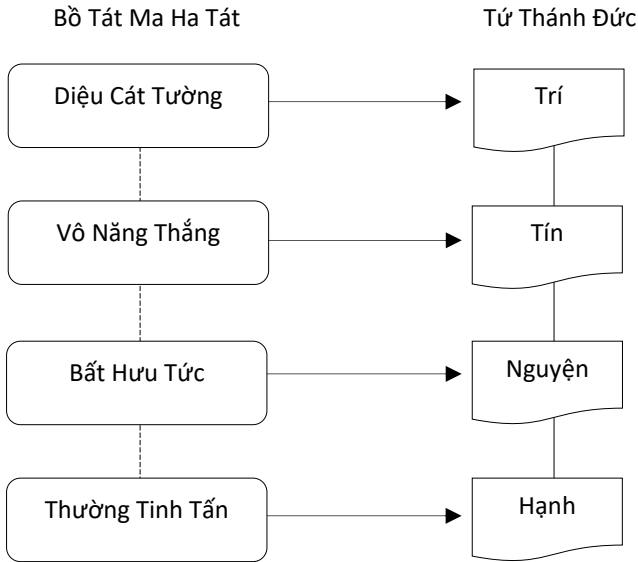 Bồ Tát Ma Ha Tát
Tứ Thánh Đức
Diệu Cát Tường
Trí
Vô Năng Thắng
Tín
Bất Hưu Tức
Nguyện
Thường Tinh Tấn
Hạnh